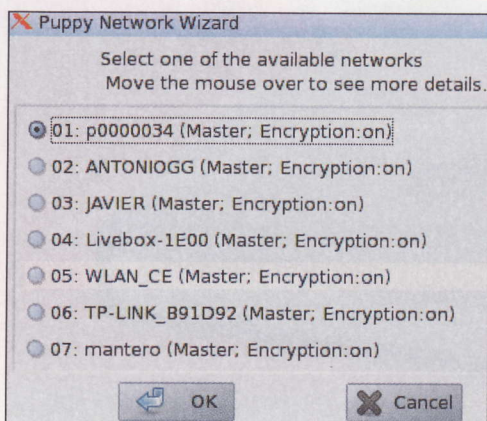 Puppy Network Wizard
Select one of the available networks
Move the mouse over to see more details.
01: p0000034 (Master; Encryption:on)
02: ANTONIOGG (Master; Encryption:on)
03: JAVIER (Master; Encryption:on)
04: Livebox-1E00 (Master; Encryption:on)
05: WLAN_CE (Master; Encryption:on)
06: TP-LINK_B91D92 (Master; Encryption:on)
07: mantero (Master; Encryption:on)
OK
Cancel